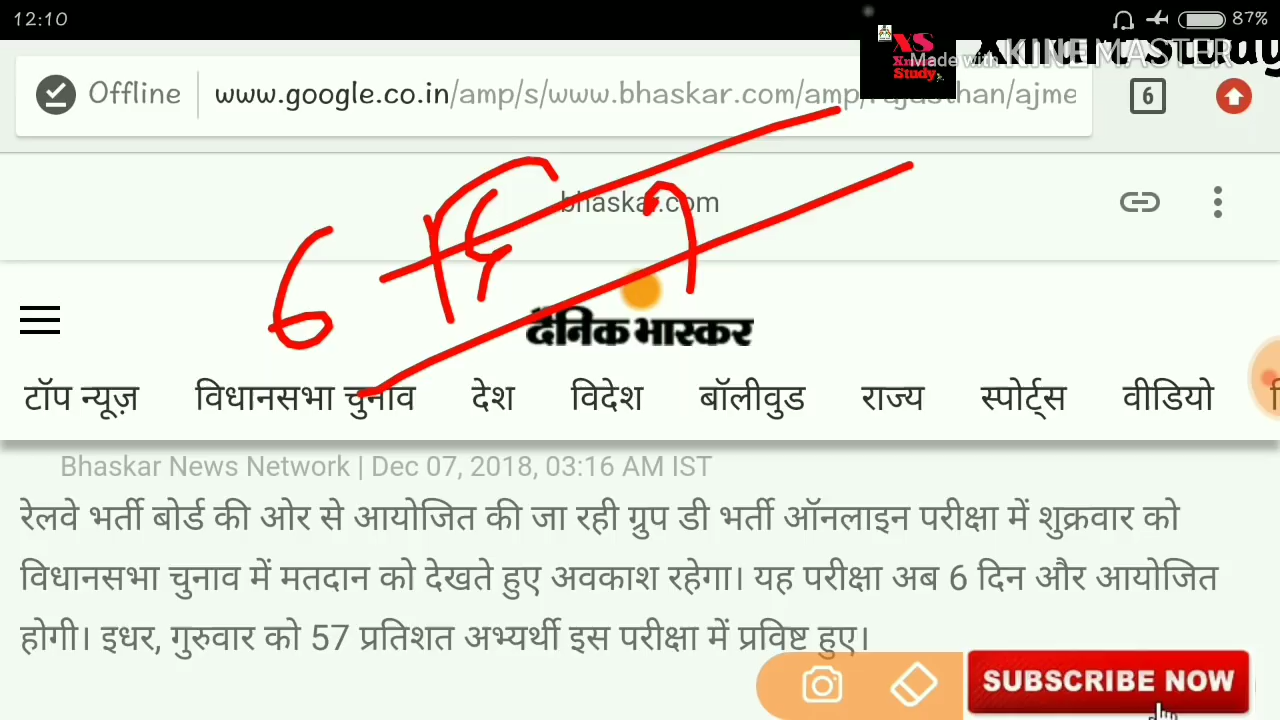 12:10
87%
XS
Study
Made with KINEMASTER
Study
Offline
www.google.co.in/amp/s/www.bhaskar.com/amp/rajasthan/ajme
6
bhaskar.com
6 दिन
दैनिक भास्कर
टॉप न्यूज़ विधानसभा चुनाव देश विदेश बॉलीवुड राज्य स्पोर्ट्स वीडियो
Bhaskar News Network | Dec 07, 2018, 03:16 AM IST
रेलवे भर्ती बोर्ड की ओर से आयोजित की जा रही ग्रुप डी भर्ती ऑनलाइन परीक्षा में शुक्रवार को
विधानसभा चुनाव में मतदान को देखते हुए अवकाश रहेगा। यह परीक्षा अब 6 दिन और आयोजित
होगी। इधर, गुरुवार को 57 प्रतिशत अभ्यर्थी इस परीक्षा में प्रविष्ट हुए।
SUBSCRIBE NOW